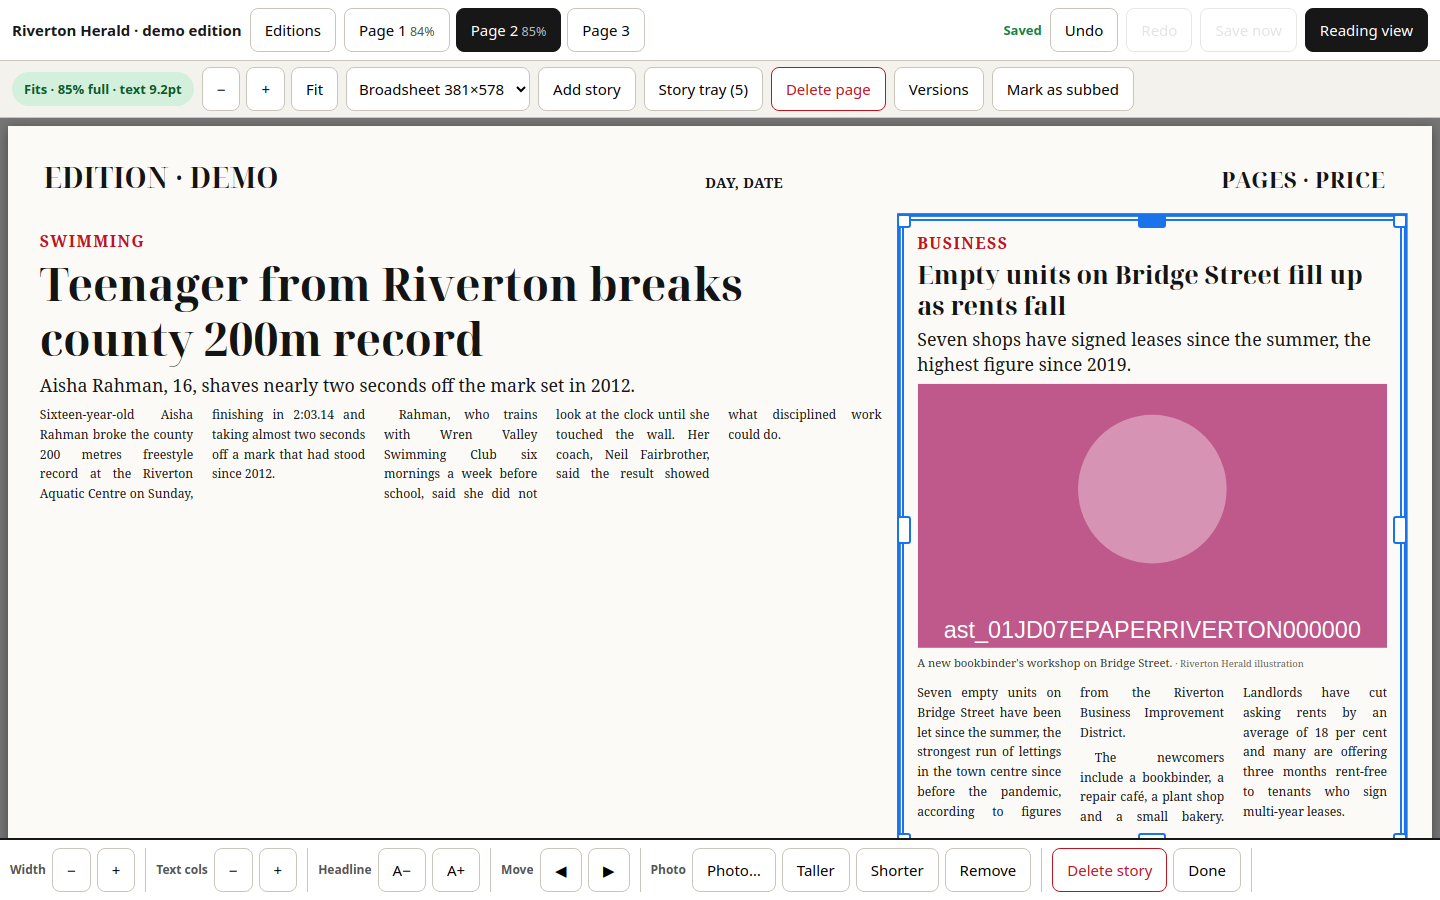 Riverton Herald · demo edition
Editions
Page 1 84%
Page 2 85%
Page 3
Saved
Undo
Redo
Save now
Reading view
Fits · 85% full · text 9.2pt
−
+
Fit
Broadsheet 381×578
Add story
Story tray (5)
Delete page
Versions
Mark as subbed
EDITION · DEMO
DAY, DATE
PAGES · PRICE
SWIMMING
Teenager from Riverton breaks
county 200m record
Aisha Rahman, 16, shaves nearly two seconds off the mark set in 2012.
Sixteen-year-old Aisha
Rahman broke the county
200 metres freestyle
record at the Riverton
Aquatic Centre on Sunday,
finishing in 2:03.14 and
taking almost two seconds
off a mark that had stood
since 2012.
Rahman, who trains
with Wren Valley
Swimming Club six
mornings a week before
school, said she did not
look at the clock until she
touched the wall. Her
coach, Neil Fairbrother,
said the result showed
what disciplined work
could do.
BUSINESS
Empty units on Bridge Street fill up
as rents fall
Seven shops have signed leases since the summer, the
highest figure since 2019.
ast_01JD07EPAPERRIVERTON000000
A new bookbinder's workshop on Bridge Street. · Riverton Herald illustration
Seven empty units on
Bridge Street have been
let since the summer, the
strongest run of lettings
in the town centre since
before the pandemic,
according to figures
from the Riverton
Business Improvement
District.
The newcomers
include a bookbinder, a
repair café, a plant shop
and a small bakery.
Landlords have cut
asking rents by an
average of 18 per cent
and many are offering
three months rent-free
to tenants who sign
multi-year leases.
Width
−
+
Text cols
−
+
Headline
A−
A+
Move
◀
▶
Photo
Photo…
Taller
Shorter
Remove
Delete story
Done